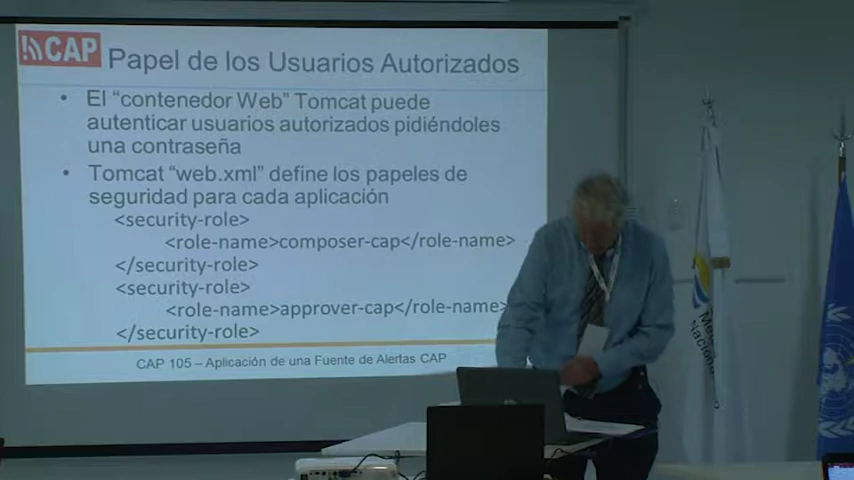 CAP
Papel de los Usuarios Autorizados
• El “contenedor Web” Tomcat puede
autenticar usuarios autorizados pidiéndoles
una contraseña
• Tomcat “web.xml” define los papeles de
seguridad para cada aplicación
<security-role>
<role-name>composer-cap</role-name>
</security-role>
<security-role>
<role-name>approver-cap</role-name>
</security-role>
CAP 105 – Aplicación de una Fuente de Alertas CAP